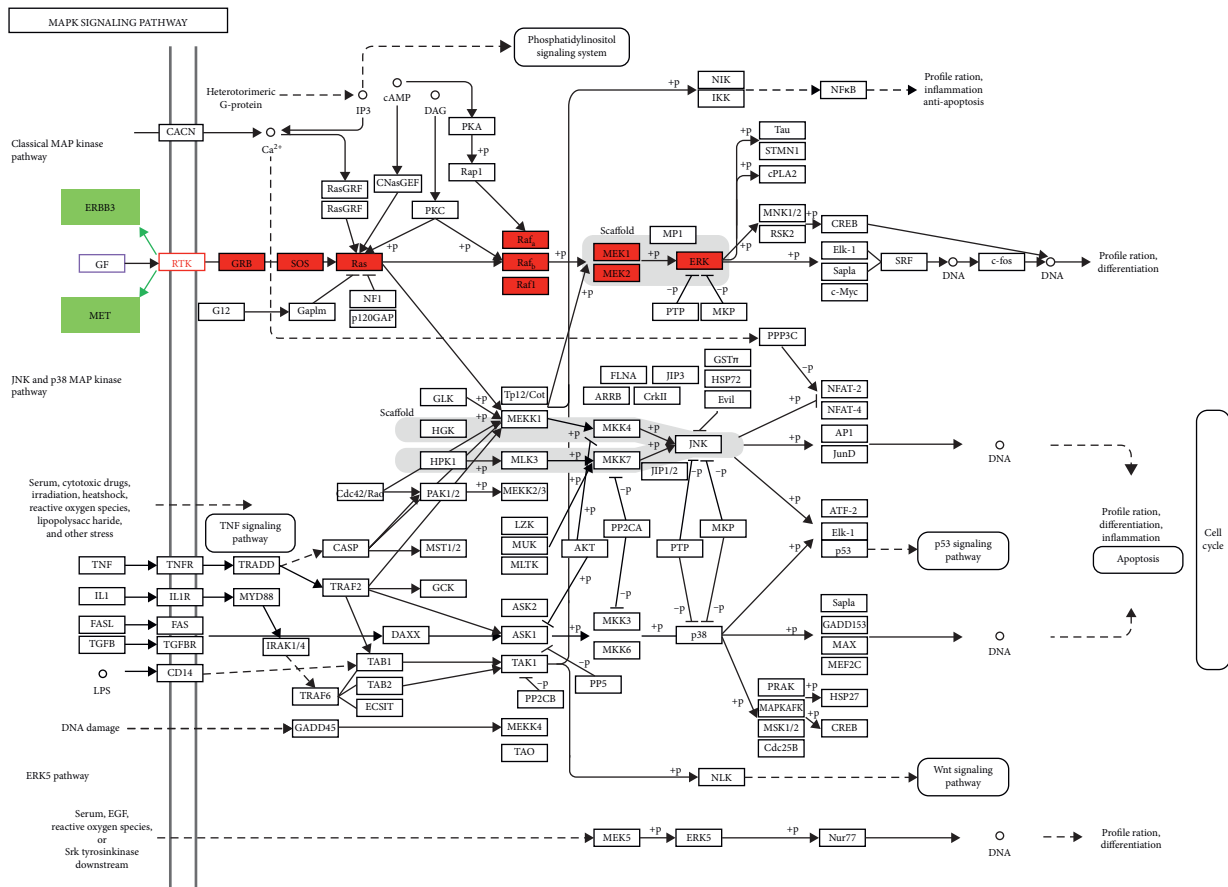 MAPK SIGNALING PATHWAY
Phosphatidylinositol
signaling system
Heterotorimeric
G-protein
IP3
cAMP
DAG
NIK
IKK
NFκB
Profile ration,
inflammation
anti-apoptosis
+p
Classical MAP kinase
pathway
CACN
Ca²⁺
PKA
+p
Rap1
RasGRF
RasGRF
CNasGEF
PKC
Tau
STMN1
cPLA2
+p
+p
ERBB3
GF
RTK
MET
GRB
SOS
Ras
+p
+p
Rafₐ
Raf_b
Raf1
+p
Scaffold
MP1
MEK1
MEK2
+p
ERK
+p
+p
+p
MNK1/2
RSK2
+p
CREB
Elk-1
Sapla
c-Myc
SRF
DNA
c-fos
DNA
Profile ration,
differentiation
G12
Gaplm
NF1
p120GAP
+p
–p
–p
PTP
MKP
PPP3C
–p
JNK and p38 MAP kinase
pathway
GLK
HGK
Scaffold
+p
+p
+p
Tp12/Cot
MEKK1
FLNA
JIP3
ARRB
CrkII
GSTπ
HSP72
Evil
MKK4
+p
+p
JNK
+p
+p
NFAT-2
NFAT-4
AP1
JunD
DNA
HPK1
+p
MLK3
+p
MKK7
+p
JIP1/2
Cdc42/Rac
PAK1/2
+p
MEKK2/3
+p
–p
–p
–p
Serum, cytotoxic drugs,
irradiation, heatshock,
reactive oxygen species,
lipopolysacc haride,
and other stress
TNF signaling
pathway
LZK
MUK
MLTK
+p
AKT
+p
PP2CA
–p
PTP
MKP
+p
+p
ATF-2
Elk-1
p53
p53 signaling
pathway
Profile ration,
differentiation,
inflammation
Apoptosis
Cell
cycle
CASP
MST1/2
TNF
TNFR
TRADD
TRAF2
GCK
IL1
IL1R
MYD88
FASL
FAS
TGFB
TGFBR
LPS
CD14
IRAK1/4
DAXX
ASK2
ASK1
+p
MKK3
MKK6
+p
–p
–p
p38
+p
Sapla
GADD153
MAX
MEF2C
DNA
TAB1
TAB2
ECSIT
TRAF6
TAK1
–p
PP2CB
–p
PP5
+p
PRAK
MAPKAFK
MSK1/2
Cdc25B
+p
+p
HSP27
CREB
DNA damage
GADD45
MEKK4
TAO
ERK5 pathway
+p
NLK
Wnt signaling
pathway
Serum, EGF,
reactive oxygen species,
or
Srk tyrosinkinase
downstream
MEK5
+p
ERK5
+p
Nur77
DNA
Profile ration,
differentiation